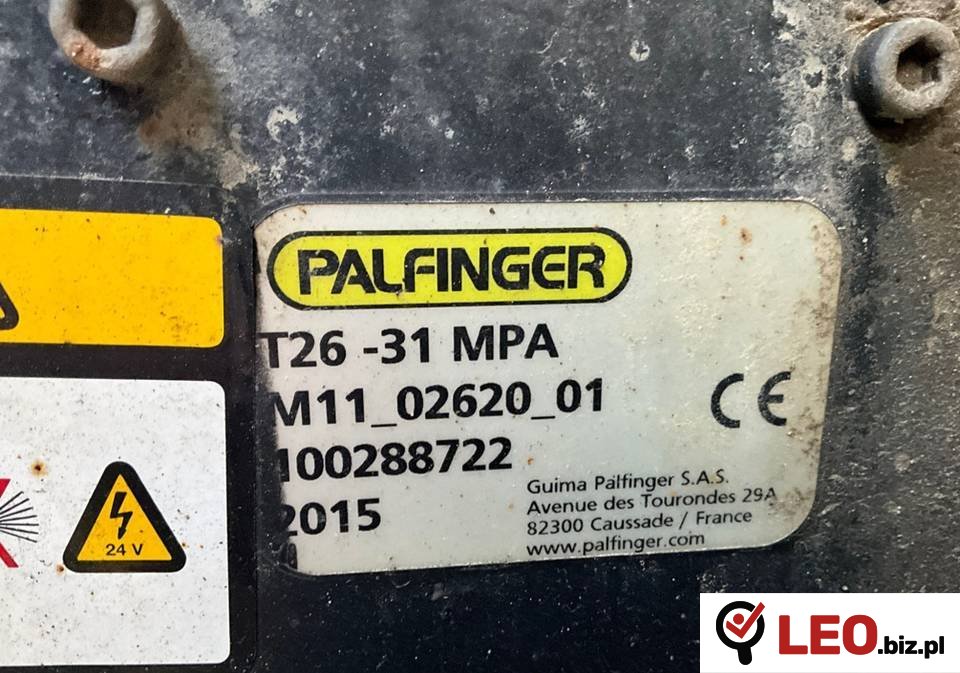 PALFINGER
T26 -31 MPA
M11_02620_01
100288722
2015
CE
Guima Palfinger S.A.S.
Avenue des Tourondes 29A
82300 Caussade / France
www.palfinger.com
24 V
LEO.biz.pl